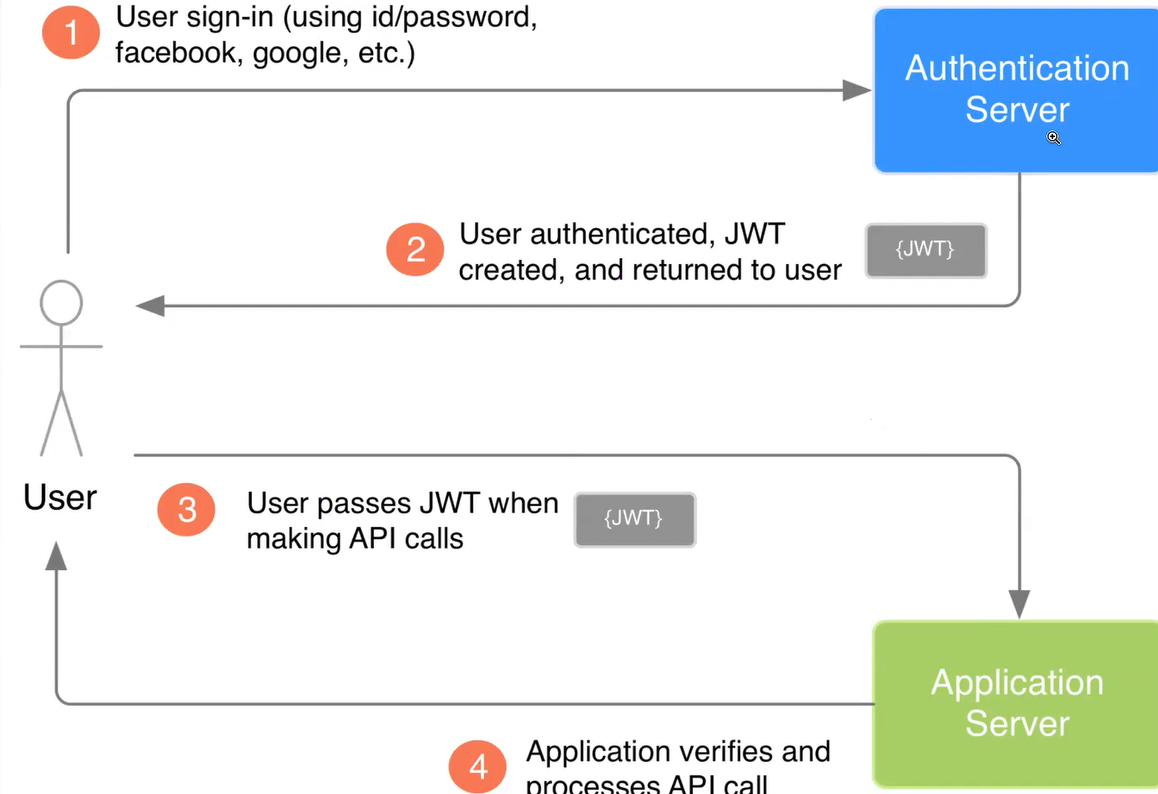 1
User sign-in (using id/password,
facebook, google, etc.)
Authentication
Server
2
User authenticated, JWT
created, and returned to user
{JWT}
User
3
User passes JWT when
making API calls
{JWT}
Application
Server
4
Application verifies and
processes API call